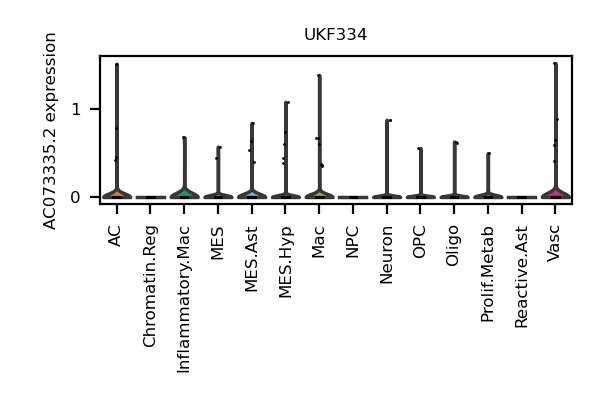 UKF334
AC073335.2 expression
1
0
AC
Chromatin.Reg
Inflammatory.Mac
MES
MES.Ast
MES.Hyp
Mac
NPC
Neuron
OPC
Oligo
Prolif.Metab
Reactive.Ast
Vasc